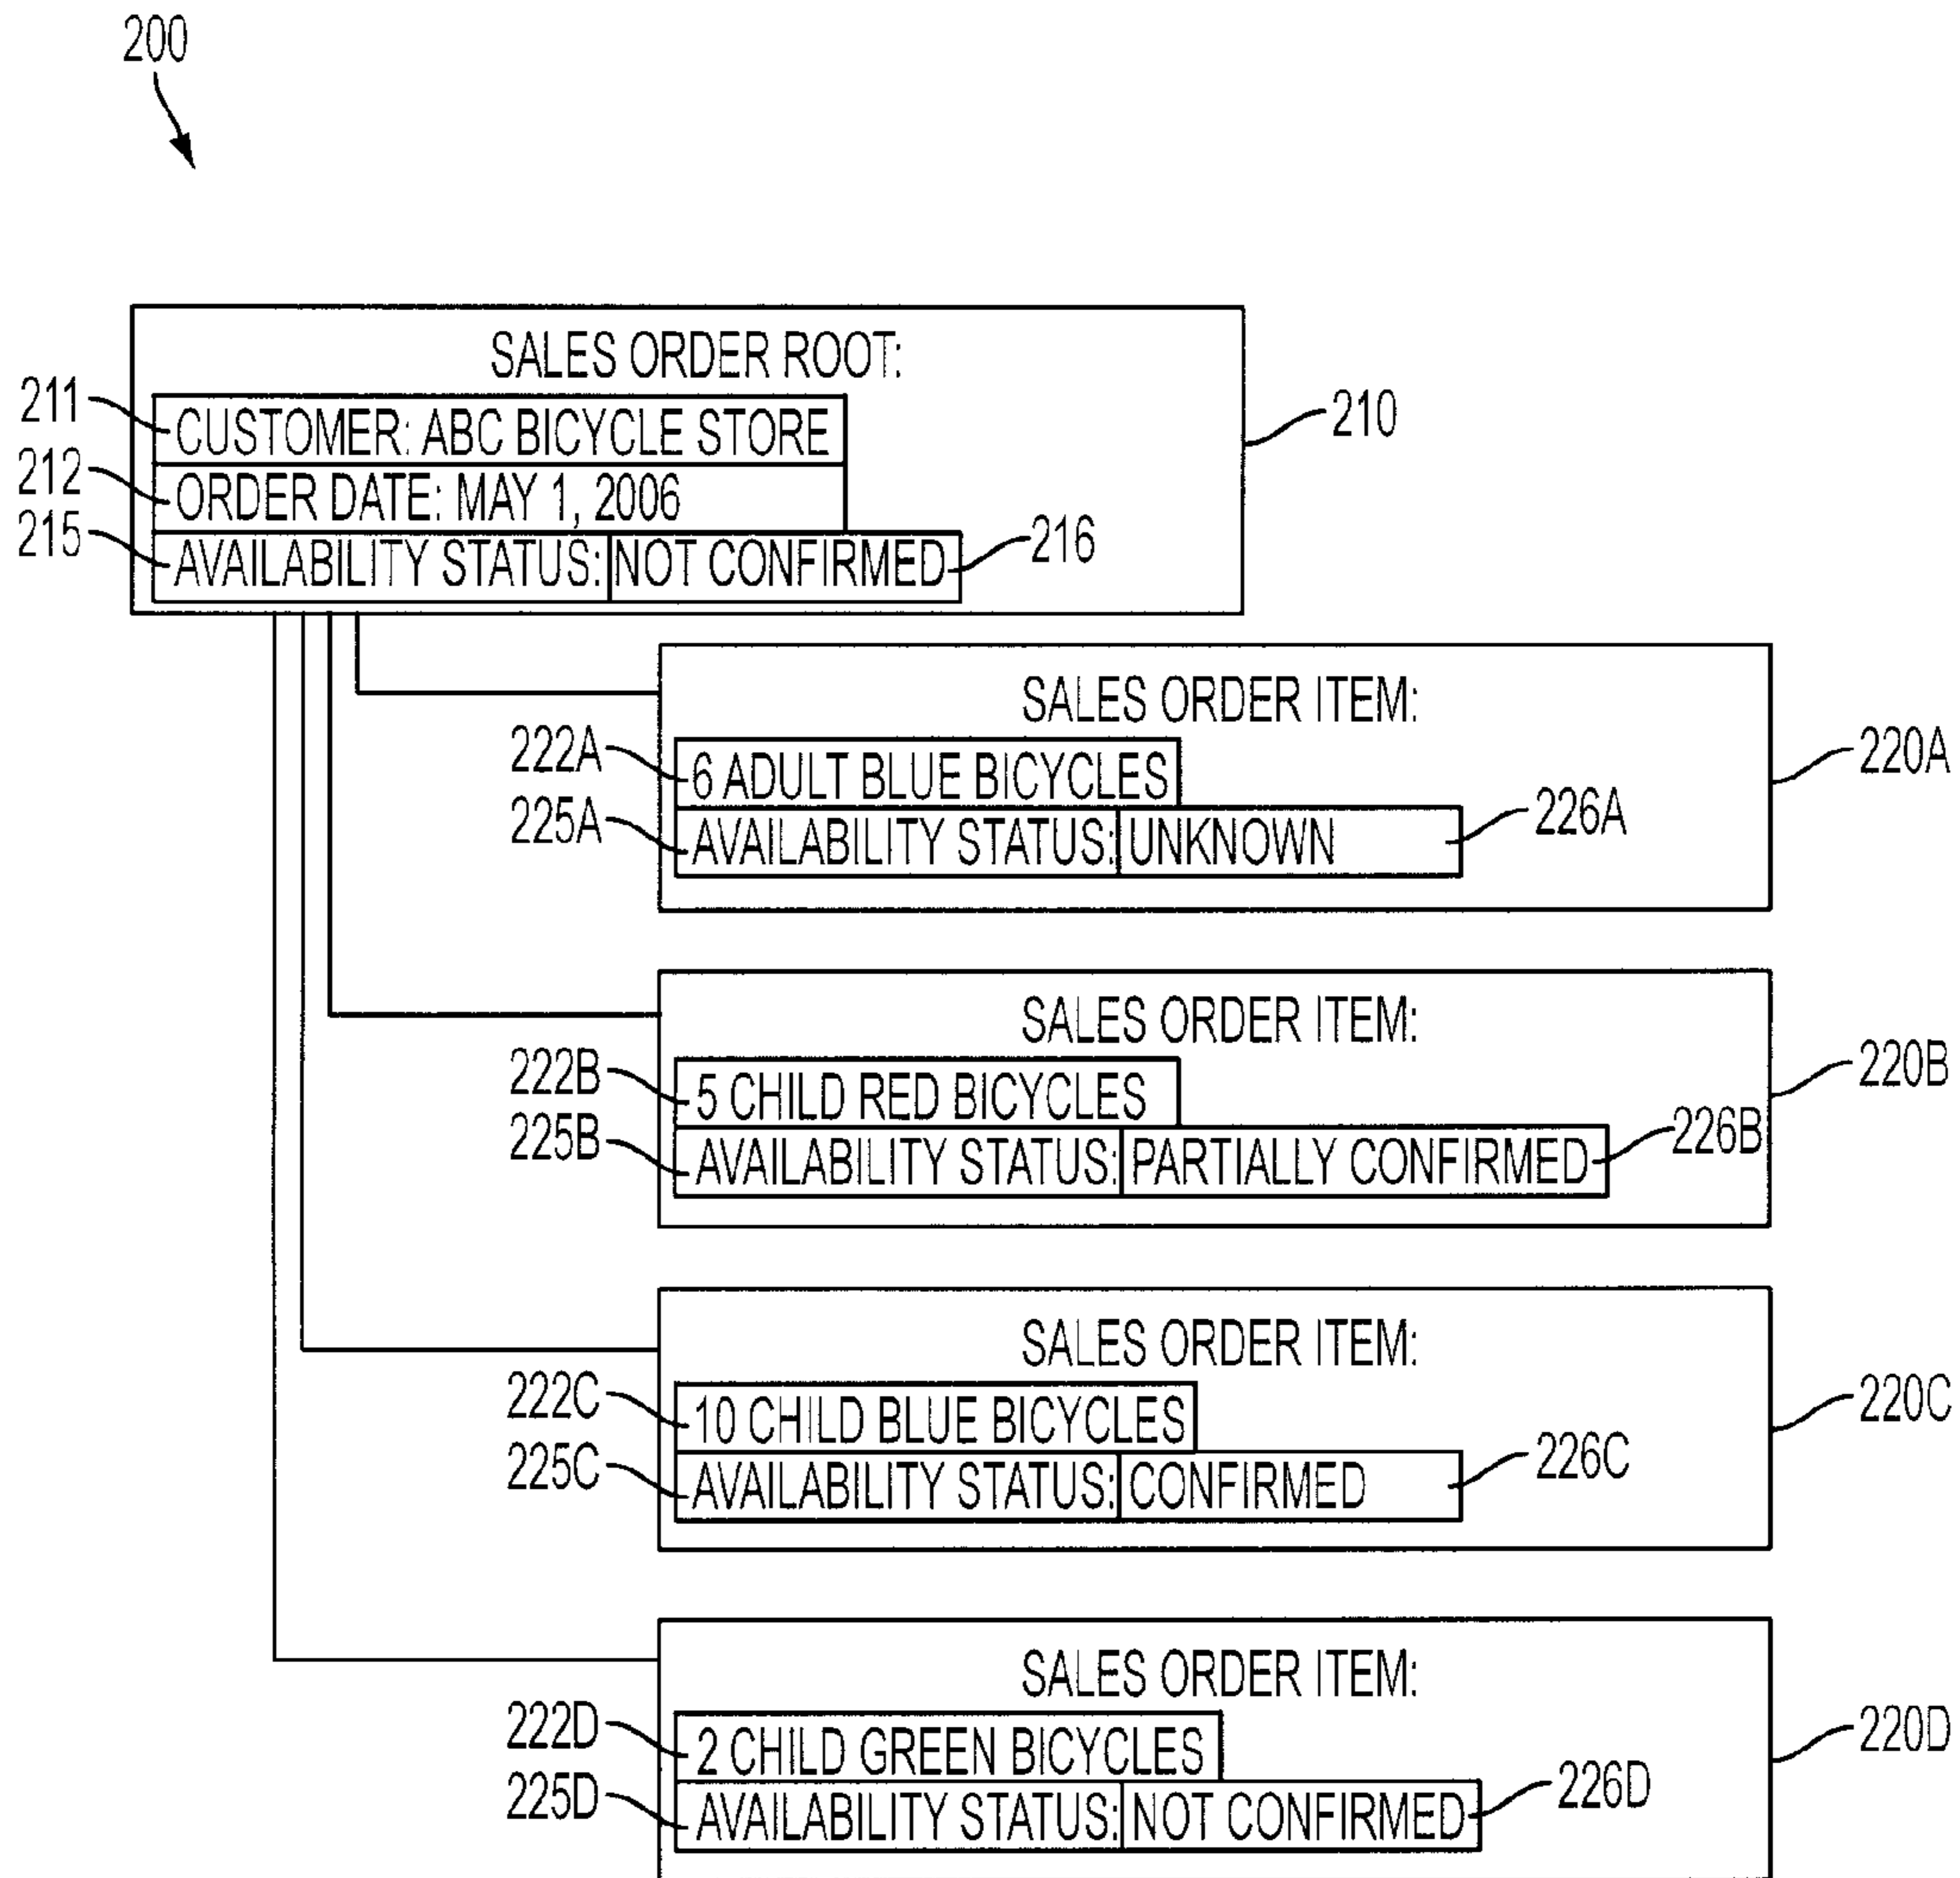 200
SALES ORDER ROOT:
211
CUSTOMER: ABC BICYCLE STORE
210
212
ORDER DATE: MAY 1, 2006
215
AVAILABILITY STATUS: NOT CONFIRMED
216
SALES ORDER ITEM:
222A
6 ADULT BLUE BICYCLES
220A
225A
AVAILABILITY STATUS: UNKNOWN
226A
SALES ORDER ITEM:
222B
5 CHILD RED BICYCLES
220B
225B
AVAILABILITY STATUS: PARTIALLY CONFIRMED
226B
SALES ORDER ITEM:
222C
10 CHILD BLUE BICYCLES
220C
225C
AVAILABILITY STATUS: CONFIRMED
226C
SALES ORDER ITEM:
222D
2 CHILD GREEN BICYCLES
220D
225D
AVAILABILITY STATUS: NOT CONFIRMED
226D